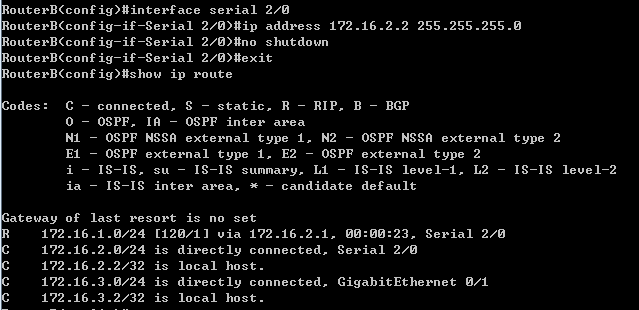 RouterB(config)#interface serial 2/0
RouterB(config-if-Serial 2/0)#ip address 172.16.2.2 255.255.255.0
RouterB(config-if-Serial 2/0)#no shutdown
RouterB(config-if-Serial 2/0)#exit
RouterB(config)#show ip route
Codes:  C - connected, S - static, R - RIP, B - BGP
O - OSPF, IA - OSPF inter area
N1 - OSPF NSSA external type 1, N2 - OSPF NSSA external type 2
E1 - OSPF external type 1, E2 - OSPF external type 2
i - IS-IS, su - IS-IS summary, L1 - IS-IS level-1, L2 - IS-IS level-2
ia - IS-IS inter area, * - candidate default
Gateway of last resort is no set
R    172.16.1.0/24 [120/1] via 172.16.2.1, 00:00:23, Serial 2/0
C    172.16.2.0/24 is directly connected, Serial 2/0
C    172.16.2.2/32 is local host.
C    172.16.3.0/24 is directly connected, GigabitEthernet 0/1
C    172.16.3.2/32 is local host.